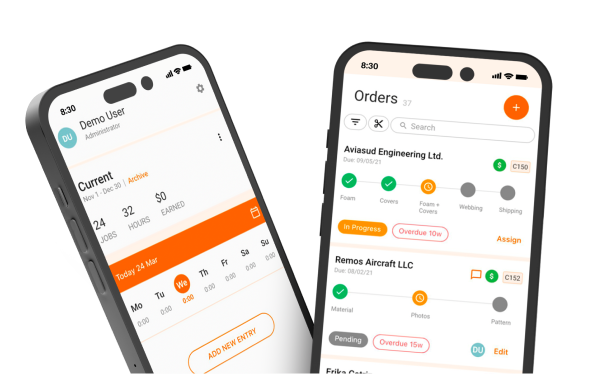 8:30
DU
Demo User
Administrator
Current
Nov 1 - Dec 30 | Archive
24
JOBS
32
HOURS
$0
EARNED
Today 24 Mar
Mo Tu We Th Fr Sa Su
0:00 0:00 0:00 0:00 0:00 0:00 0:00
ADD NEW ENTRY
8:30
Orders 37
+
Search
Aviasud Engineering Ltd.
Due: 09/05/21
$ C150
Foam
Covers
Foam +
Covers
Webbing
Shipping
In Progress
Overdue 10w
Assign
Remos Aircraft LLC
Due: 08/02/21
$ C152
Material
Photos
Pattern
Pending
Overdue 15w
DU
Edit